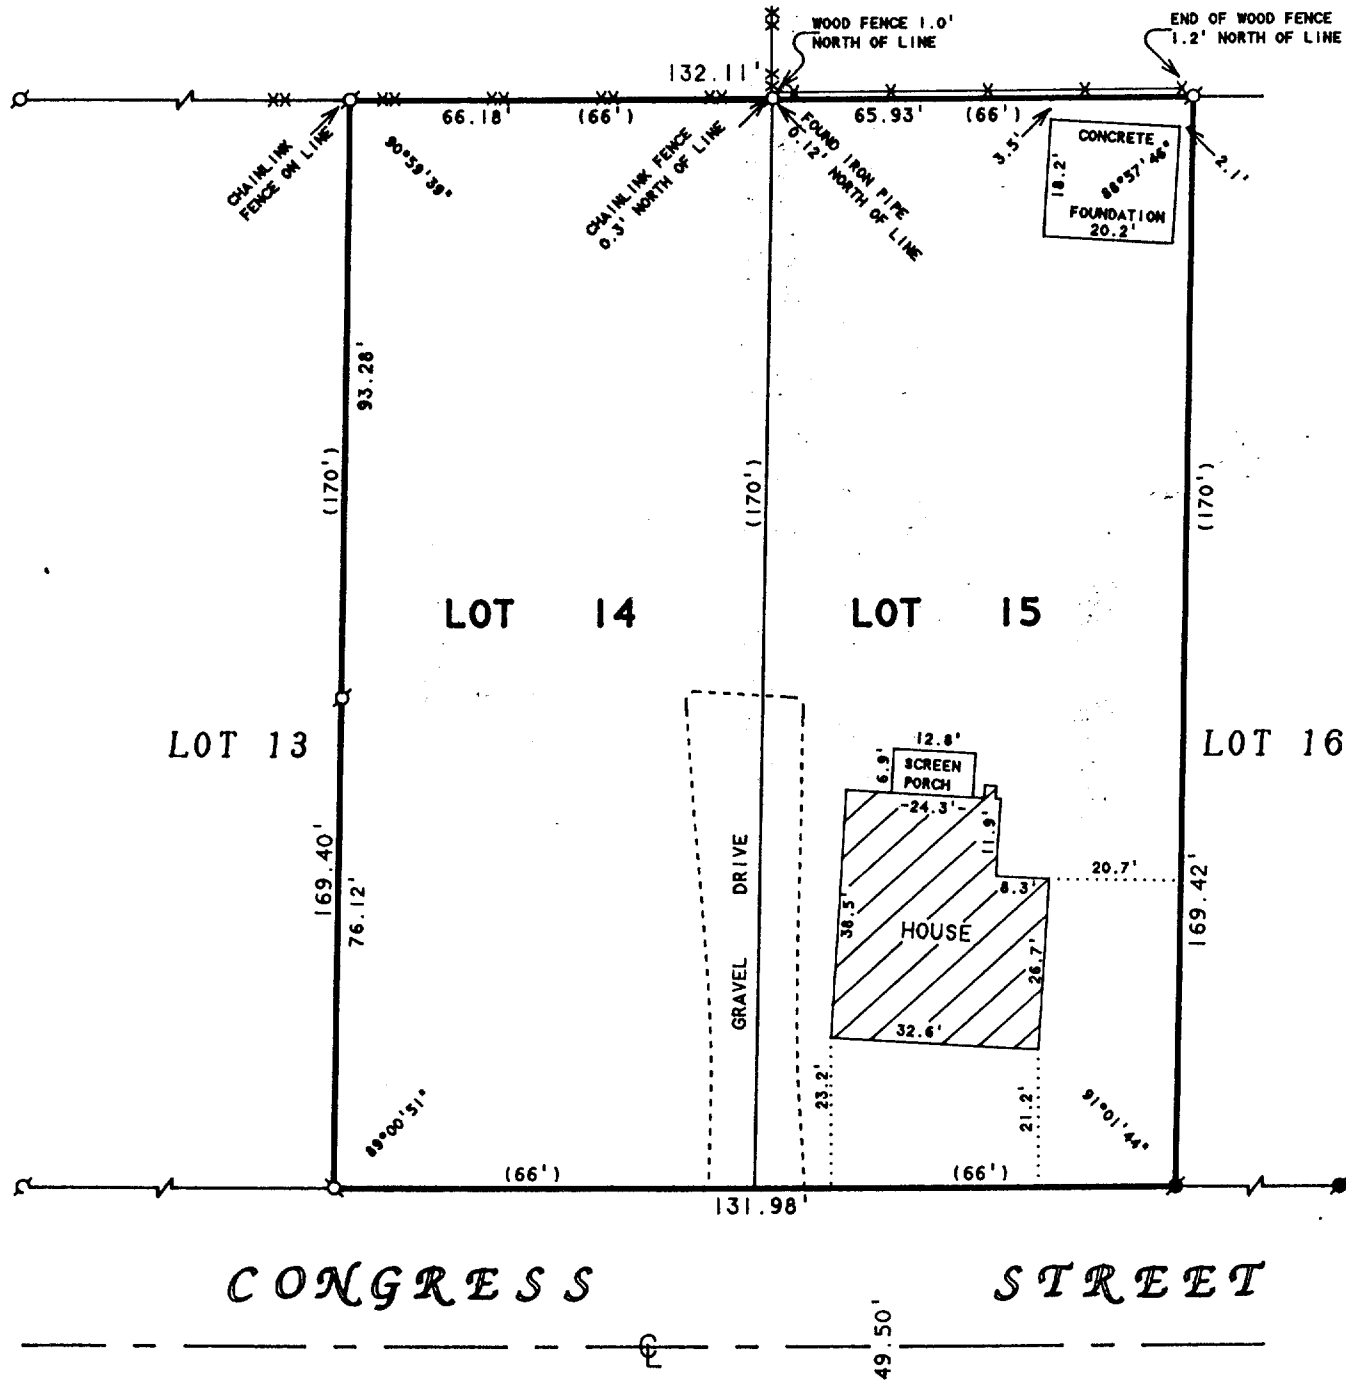 WOOD FENCE 1.0'
NORTH OF LINE
END OF WOOD FENCE
1.2' NORTH OF LINE
132.11'
66.18' (66')
65.93' (66')
CHAINLINK
FENCE ON LINE
90°59'39"
CHAINLINK FENCE
0.3' NORTH OF LINE
FOUND IRON PIPE
0.12' NORTH OF LINE
3.5'
CONCRETE
18.2'
88°57'46"
FOUNDATION
20.2'
2.1'
93.28'
(170')
(170')
(170')
LOT 14
LOT 15
LOT 13
LOT 16
12.8'
6.9'
SCREEN
PORCH
24.3'
11.9'
8.3'
20.7'
169.40'
76.12'
GRAVEL DRIVE
38.5'
HOUSE
26.7'
32.6'
169.42'
23.2'
21.2'
89°00'51"
91°01'44"
(66')
(66')
131.98'
CONGRESS STREET
49.50'
CL